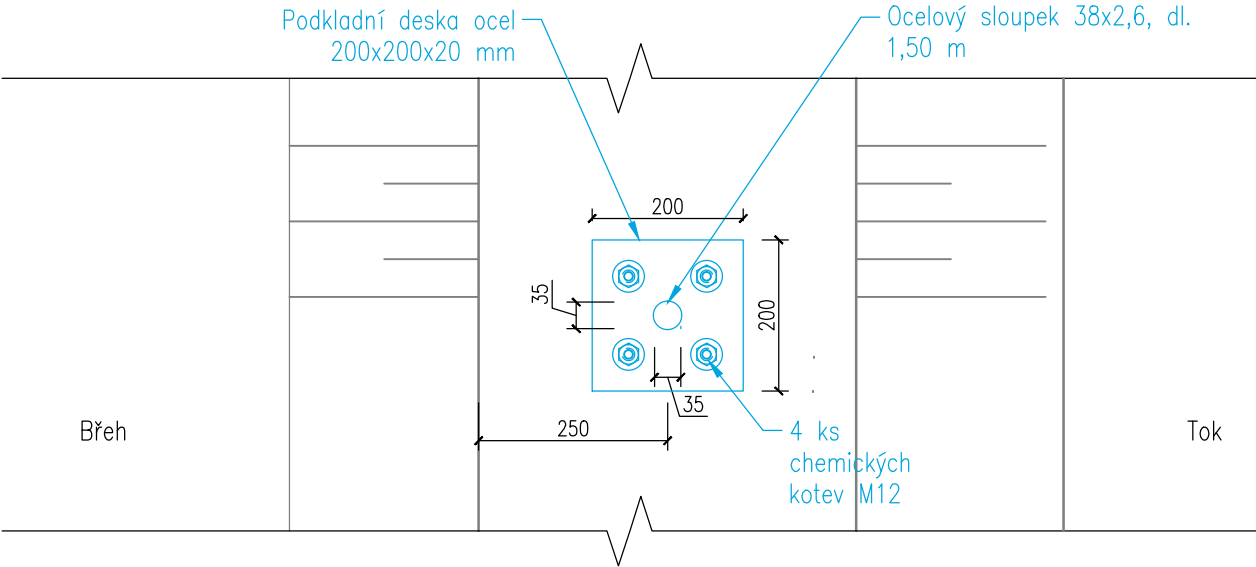 Podkladní deska ocel
200x200x20 mm
Ocelový sloupek 38x2,6, dl.
1,50 m
200
35
200
35
250
Břeh
Tok
4 ks
chemických
kotev M12